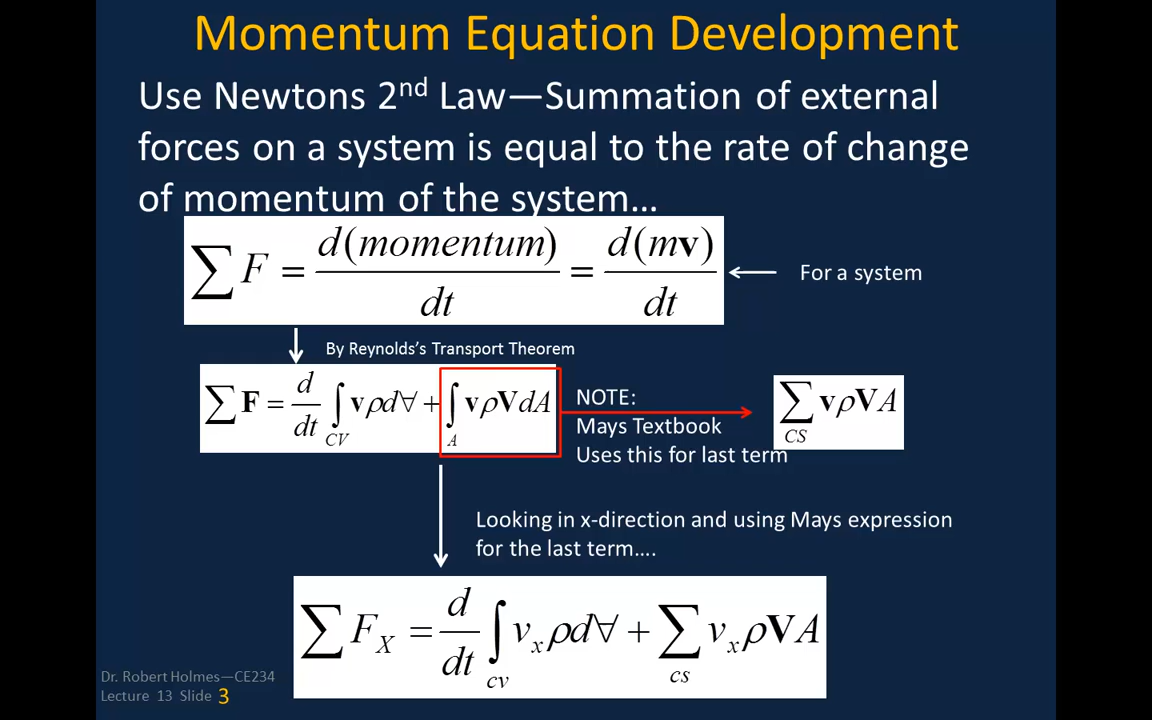 Momentum Equation Development
Use Newtons 2nd Law—Summation of external
forces on a system is equal to the rate of change
of momentum of the system…
∑ F = d(momentum)/dt = d(mv)/dt
For a system
By Reynolds's Transport Theorem
∑ F = d/dt ∫CV vρd∀ + ∫A vρVdA
NOTE:
Mays Textbook
Uses this for last term
∑CS vρVA
Looking in x-direction and using Mays expression
for the last term….
∑ FX = d/dt ∫cv vxρd∀ + ∑cs vxρVA
Dr. Robert Holmes—CE234
Lecture 13 Slide 3